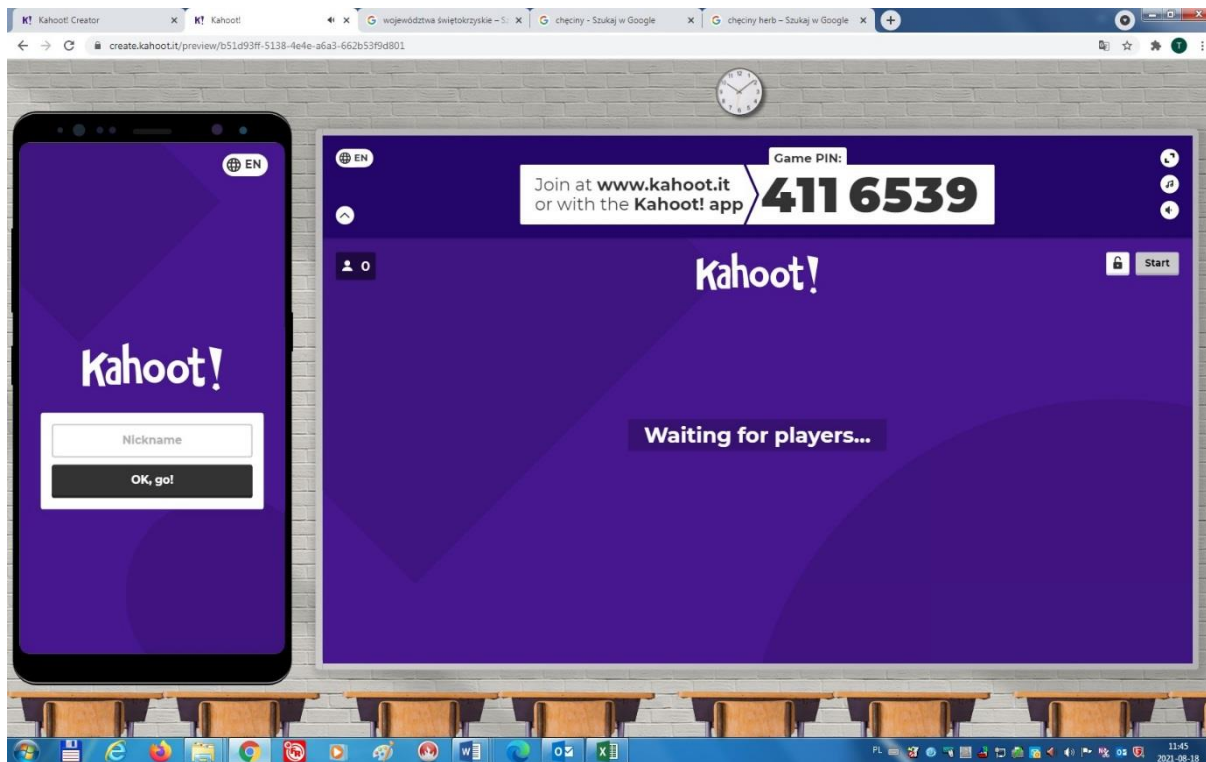 Kahoot! Creator
Kahoot!
województwa świętokrzyskie – S
chęciny - Szukaj w Google
chęciny herb – Szukaj w Google
create.kahoot.it/preview/b51d93ff-5138-4e4e-a6a3-662b53f9d801
EN
Kahoot!
Nickname
OK, go!
EN
Join at www.kahoot.it
or with the Kahoot! app
Game PIN:
411 6539
0
Kahoot!
Start
Waiting for players...
PL
11:45
2021-08-18